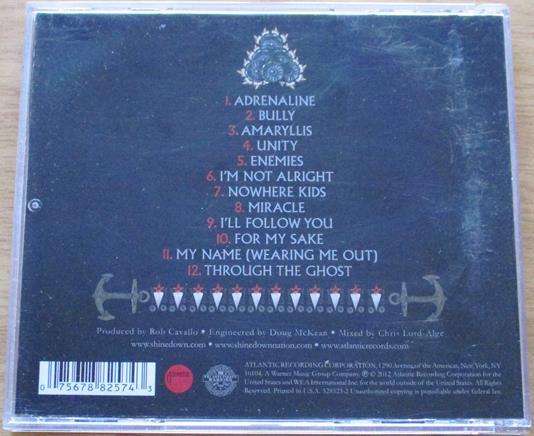 1. ADRENALINE
2. BULLY
3. AMARYLLIS
4. UNITY
5. ENEMIES
6. I'M NOT ALRIGHT
7. NOWHERE KIDS
8. MIRACLE
9. I'LL FOLLOW YOU
10. FOR MY SAKE
11. MY NAME (WEARING ME OUT)
12. THROUGH THE GHOST
Produced by Rob Cavallo • Engineered by Doug McKean • Mixed by Chris Lord-Alge
www.shinedown.com • www.shinedownnation.com • www.atlanticrecords.com
ATLANTIC RECORDING CORPORATION, 1290 Avenue of the Americas, New York, NY
10104. A Warner Music Group Company. ℗ © 2012 Atlantic Recording Corporation for the
United States and WEA International Inc. for the world outside of the United States. All Rights
Reserved. Printed in U.S.A. 528325-2 Unauthorized copying is punishable under federal law.
0 75678 82574 3